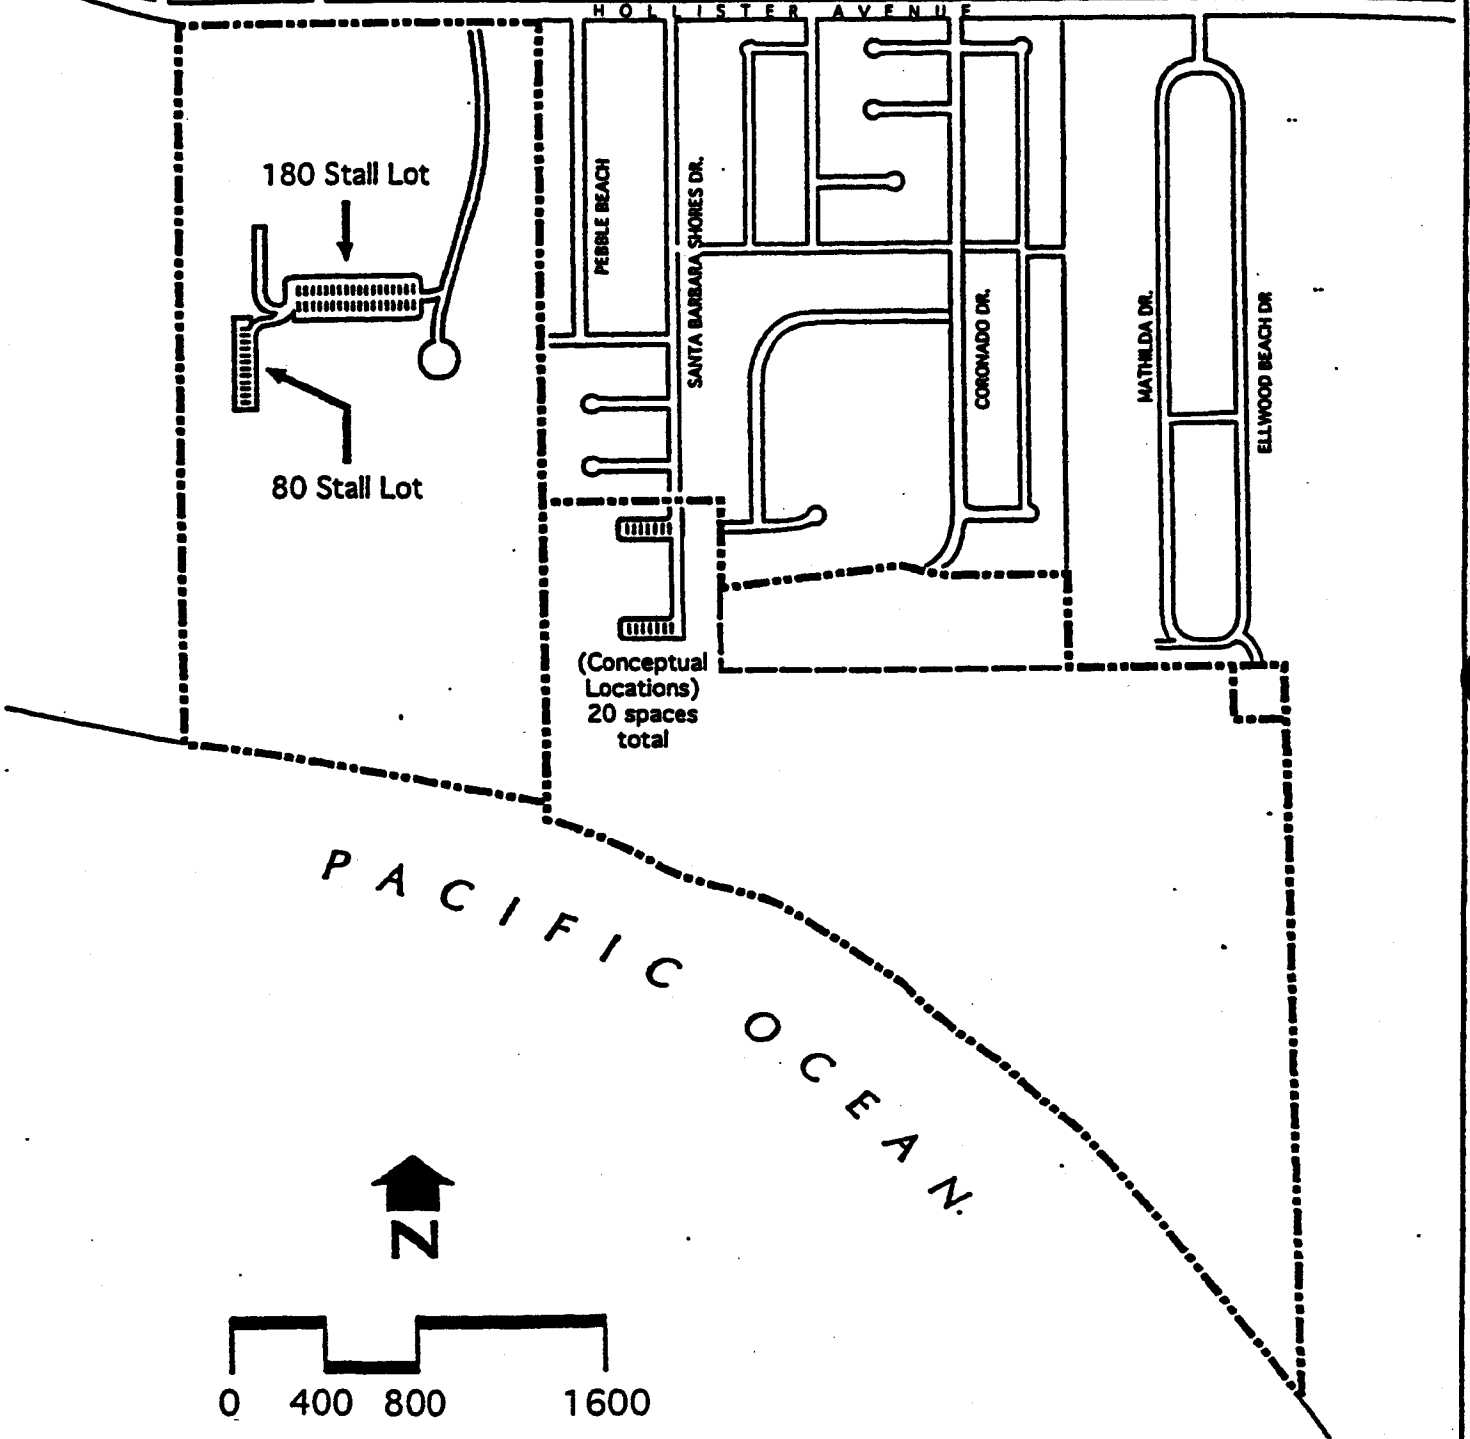 HOLLISTER AVENUE
180 Stall Lot
PEBBLE BEACH
SANTA BARBARA SHORES DR.
CORONADO DR.
MATHILDA DR.
ELLWOOD BEACH DR
80 Stall Lot
(Conceptual
Locations)
20 spaces
total
PACIFIC OCEAN
N
0 400 800 1600